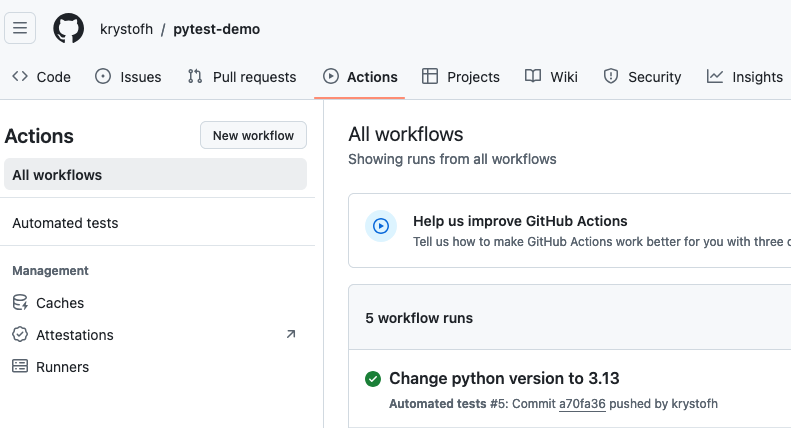 krystofh / pytest-demo
Code Issues Pull requests Actions Projects Wiki Security Insights
Actions New workflow
All workflows
Automated tests
Management
Caches
Attestations
Runners
All workflows
Showing runs from all workflows
Help us improve GitHub Actions
Tell us how to make GitHub Actions work better for you with three
5 workflow runs
Change python version to 3.13
Automated tests #5: Commit a70fa36 pushed by krystofh